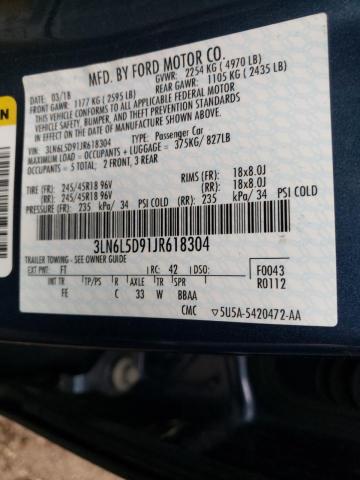 MFD. BY FORD MOTOR CO.
03/18
GVWR: 2254 KG ( 4970 LB)
FRONT GAWR: 1177 KG ( 2595 LB)
REAR GAWR: 1105 KG ( 2435 LB)
THIS VEHICLE CONFORMS TO ALL APPLICABLE FEDERAL MOTOR
VEHICLE SAFETY, BUMPER, AND THEFT PREVENTION STANDARDS IN
EFFECT ON THE DATE OF MANUFACTURE SHOWN ABOVE.
VIN: 3LN6L5D91JR618304
TYPE: Passenger Car
MAXIMUM LOAD= OCCUPANTS + LUGGAGE = 375KG/ 827LB
OCCUPANTS = 5 TOTAL; 2 FRONT, 3 REAR
TIRE (FR): 245/45R18 96V
RIMS (FR): 18x8.0J
TIRE (RR): 245/45R18 96V
18x8.0J
PRESSURE (FR): 235 kPa/ 34 PSI COLD
235 kPa/ 34 PSI COLD
3LN6L5D91JR618304
TRAILER TOWING - SEE OWNER GUIDE
EXT PNT: FT RC: 42 DSO:
F0043
INT TR TP/PS R AXLE TR SPR
R0112
FE C 33 W BBAA
CMC ▽5U5A-5420472-AA